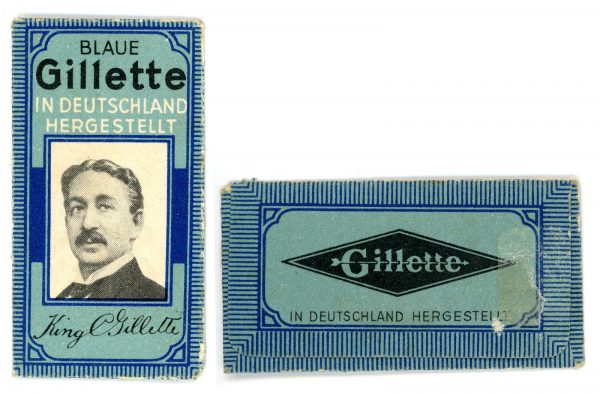 BLAUE
Gillette
IN DEUTSCHLAND
HERGESTELLT
King C Gillette
Gillette
IN DEUTSCHLAND HERGESTELLT